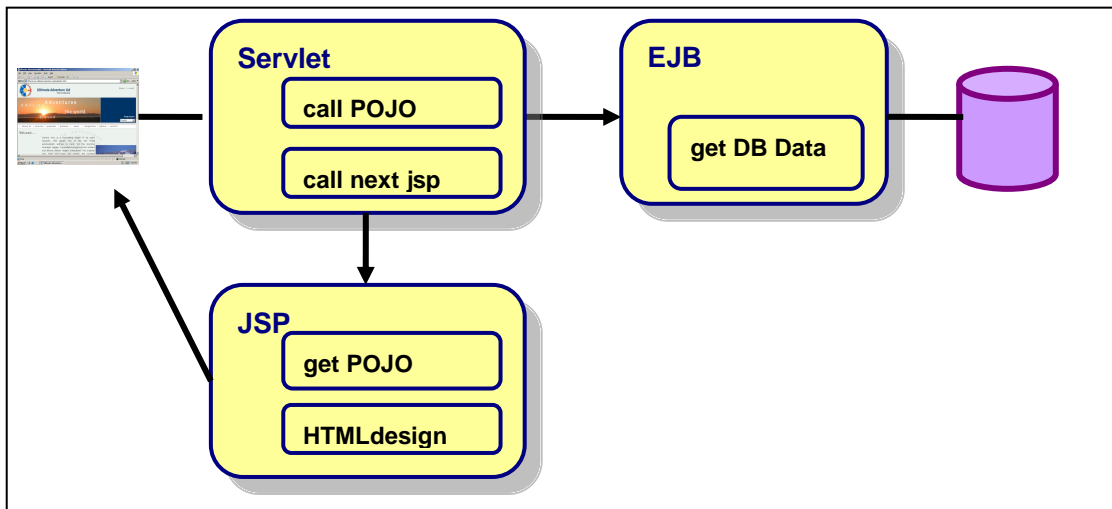 Servlet
call POJO
call next jsp
EJB
get DB Data
JSP
get POJO
HTMLdesign